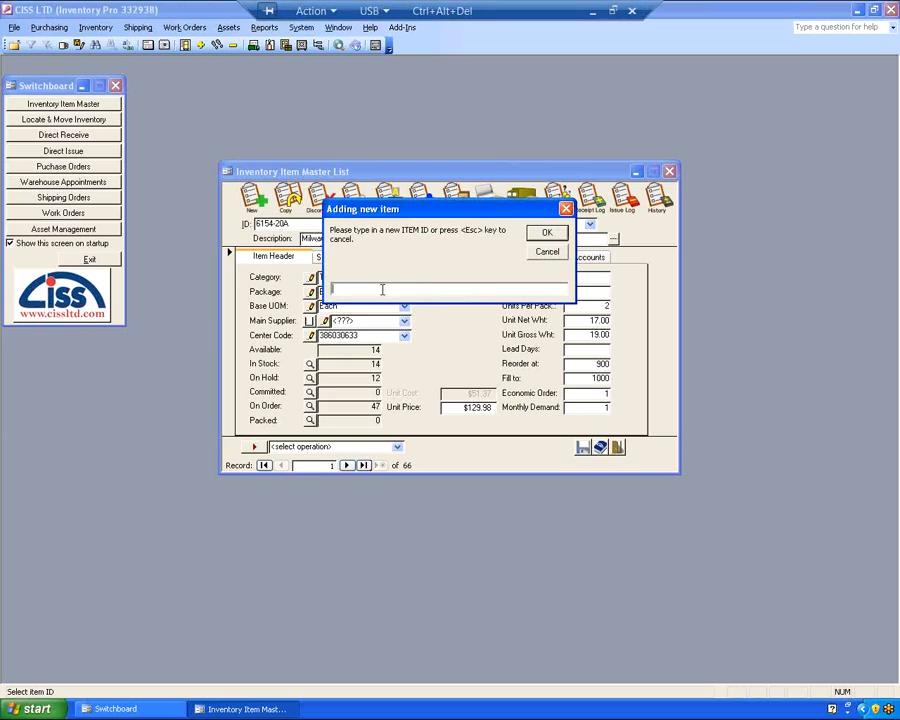 CISS LTD (Inventory Pro 332938)
Action
USB
Ctrl+Alt+Del
File
Purchasing
Inventory
Shipping
Work Orders
Assets
Reports
System
Window
Help
Add-Ins
Type a question for help
Switchboard
Inventory Item Master
Locate & Move Inventory
Direct Receive
Direct Issue
Puchase Orders
Warehouse Appointments
Shipping Orders
Work Orders
Asset Management
Show this screen on startup
Exit
CISS
www.cissltd.com
Inventory Item Master List
New
Copy
Receipt Log
Issue Log
History
ID:
6154-20A
Description:
Item Header
Category:
Package:
Base UOM:
Each
Main Supplier:
<???>
Center Code:
386030633
Available:
14
In Stock:
14
On Hold:
12
Committed:
0
On Order:
47
Packed:
0
Unit Cost:
$51.37
Unit Price:
$129.98
Units Per Pack.:
2
Unit Net Wht:
17.00
Unit Gross Wht:
19.00
Lead Days:
Reorder at:
900
Fill to:
1000
Economic Order:
1
Monthly Demand:
1
<select operation>
Record:
1
of 66
Adding new item
Please type in a new ITEM ID or press <Esc> key to
cancel.
OK
Cancel
Select item ID
NUM
start
Switchboard
Inventory Item Mast...